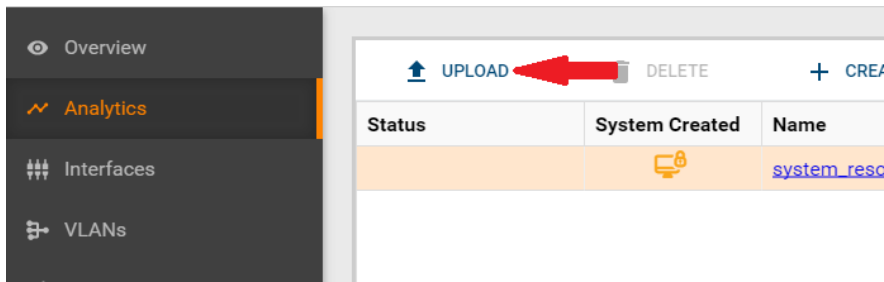 Overview
Analytics
Interfaces
VLANs
UPLOAD DELETE
Status System Created Name